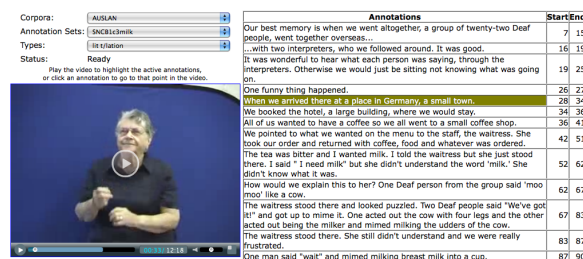 Corpora: AUSLAN
Annotation Sets: SNCB1c3milk
Types: lit t/lation
Status: Ready
Play the video to highlight the active annotations,
or click an annotation to go to that point in the video.
00:33/ 12:18
Annotations Start End
Our best memory is when we went altogether, a group of twenty-two Deaf 7 15
people, went together overseas...
...with two interpreters, who we followed around. It was good. 16 19
It was wonderful to hear what each person was saying, through the 19 25
interpreters. Otherwise we would just be sitting not knowing what was going
on.
One funny thing happened. 26 27
When we arrived there at a place in Germany, a small town. 28 34
We booked the hotel, a large building, where we would stay. 34 36
All of us wanted to have a coffee so we all went to a small coffee shop. 36 41
We pointed to what we wanted on the menu to the staff, the waitress. She 42 51
took our order and returned with coffee, food and whatever was ordered.
The tea was bitter and I wanted milk. I told the waitress but she just stood 52 62
there. I said " I need milk" but she didn't understand the word 'milk.' She
didn't know what it was.
How would we explain this to her? One Deaf person from the group said 'moo 62 67
moo' like a cow.
The waitress stood there and looked puzzled. Two Deaf people said "We've got 67 83
it!" and got up to mime it. One acted out the cow with four legs and the other
acted out being the milker and mimed milking the udders of the cow.
The waitress stood there. She still didn't understand and we were really 83 87
frustrated.
One man said "wait" and mimed milking breast milk into a cup. 87